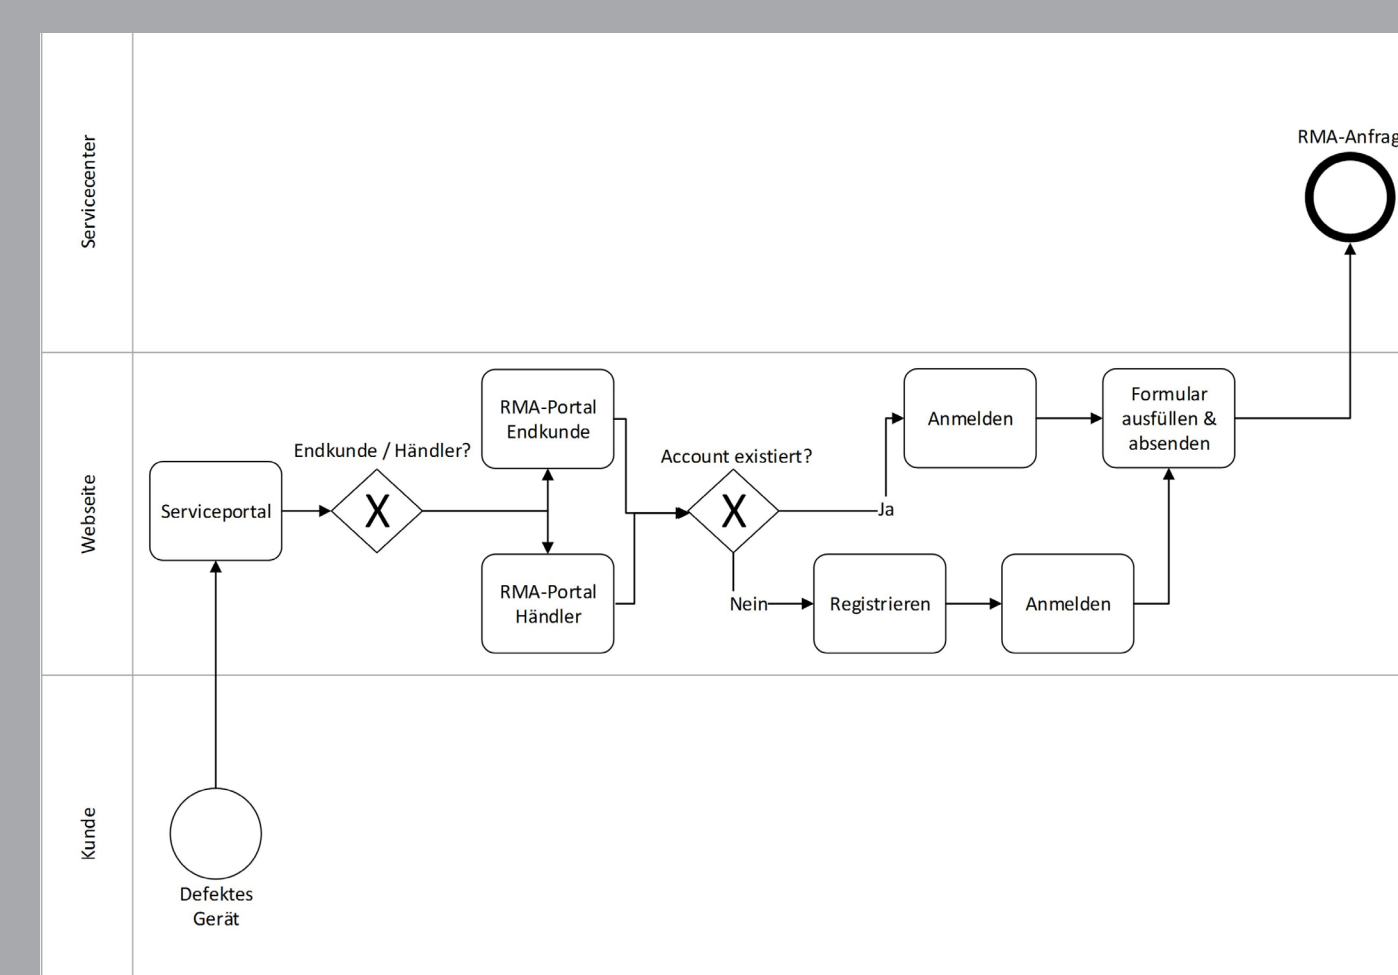 Servicecenter
RMA-Anfrag
Webseite
Serviceportal
Endkunde / Händler?
X
RMA-Portal
Endkunde
RMA-Portal
Händler
Account existiert?
X
Ja
Nein
Anmelden
Formular
ausfüllen &
absenden
Registrieren
Anmelden
Kunde
Defektes
Gerät